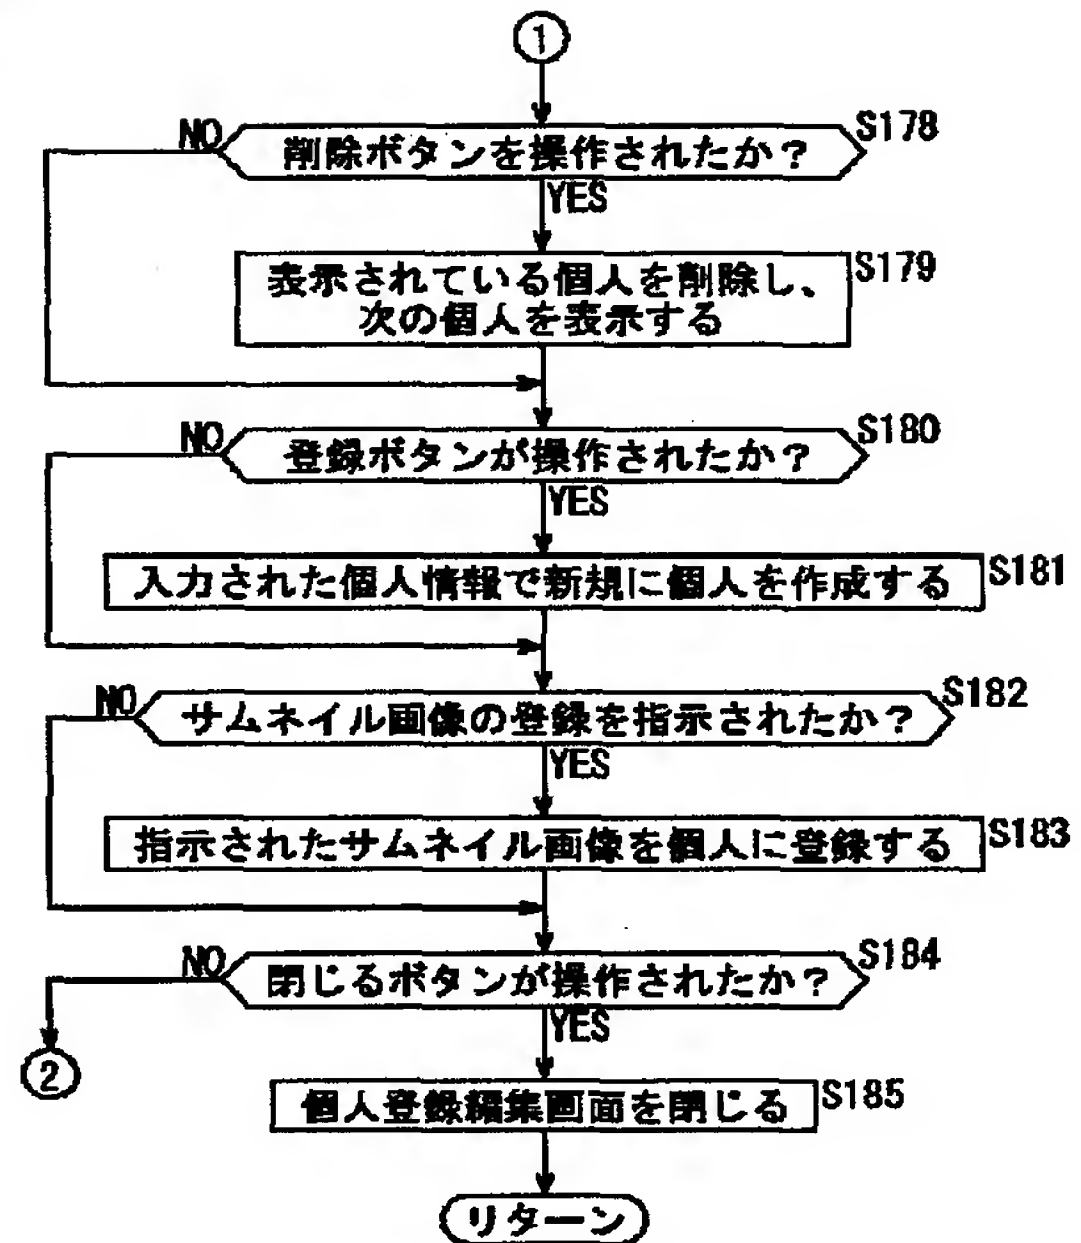 1
NO
削除ボタンを操作されたか？
S178
YES
表示されている個人を削除し、
次の個人を表示する
S179
NO
登録ボタンが操作されたか？
S180
YES
入力された個人情報で新規に個人を作成する
S181
NO
サムネイル画像の登録を指示されたか？
S182
YES
指示されたサムネイル画像を個人に登録する
S183
NO
閉じるボタンが操作されたか？
S184
YES
2
個人登録編集画面を閉じる
S185
リターン